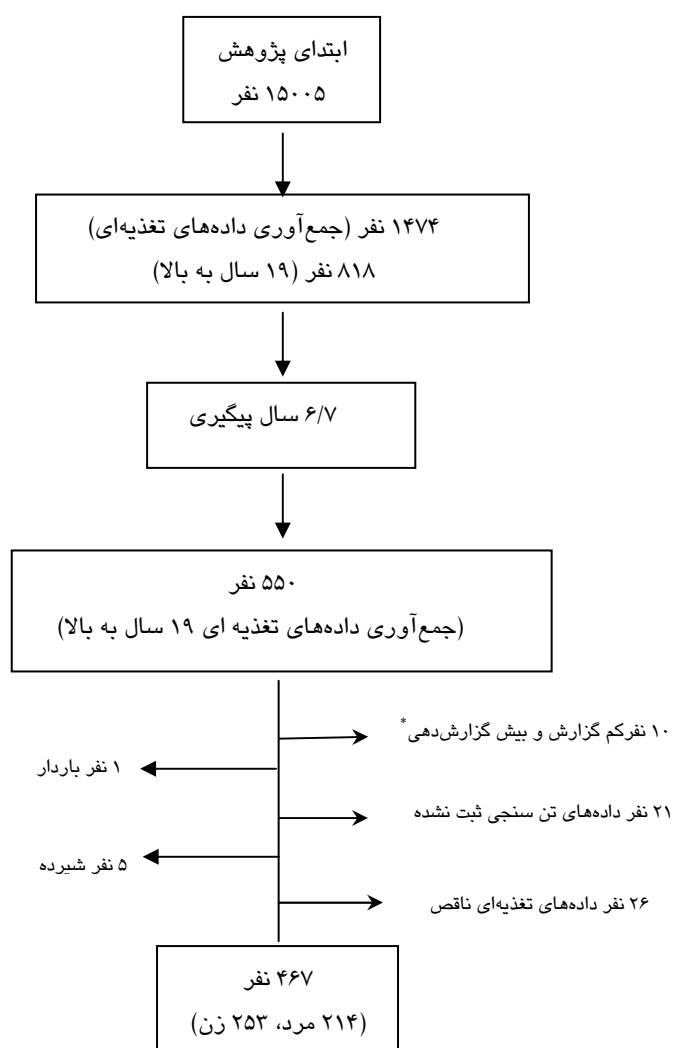 ابتدای پژوهش
۱۵۰۰۵ نفر
۱۴۷۴ نفر (جمع‌آوری داده‌های تغذیه‌ای)
۸۱۸ نفر (۱۹ سال به بالا)
۶/۷ سال پیگیری
۵۵۰ نفر
(جمع‌آوری داده‌های تغذیه ای ۱۹ سال به بالا)
۱۰ نفرکم گزارش و بیش گزارش‌دهی*
۱ نفر باردار
۲۱ نفر داده‌های تن سنجی ثبت نشده
۵ نفر شیرده
۲۶ نفر داده‌های تغذیه‌ای ناقص
۴۶۷ نفر
(۲۱۴ مرد، ۲۵۳ زن)